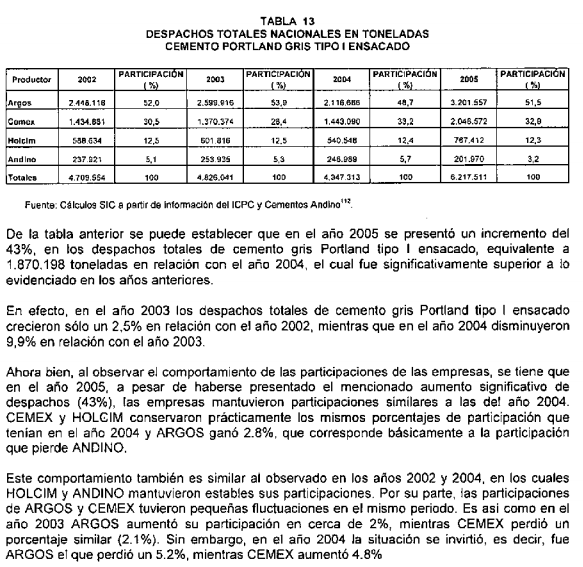 TABLA 13
DESPACHOS TOTALES NACIONALES EN TONELADAS
CEMENTO PORTLAND GRIS TIPO I ENSACADO
Productor 2002 PARTICIPACIÓN (%) 2003 PARTICIPACIÓN (%) 2004 PARTICIPACIÓN (%) 2005 PARTICIPACIÓN (%)
Argos 2.448.118 52,0 2.599.916 53,9 2.116.686 48,7 3.201.557 51,5
Cemex 1.434.881 30,5 1.370.374 28,4 1.443.090 33,2 2.046.572 32,9
Holcim 588.634 12,5 601.816 12,5 540.548 12,4 767.412 12,3
Andino 237.921 5,1 253.935 5,3 246.989 5,7 201.970 3,2
Totales 4.709.554 100 4.826.041 100 4.347.313 100 6.217.511 100
Fuente: Cálculos SIC a partir de información del ICPC y Cementos Andino112.
De la tabla anterior se puede establecer que en el año 2005 se presentó un incremento del
43%, en los despachos totales de cemento gris Portland tipo I ensacado, equivalente a
1.870.198 toneladas en relación con el año 2004, el cual fue significativamente superior a lo
evidenciado en los años anteriores.
En efecto, en el año 2003 los despachos totales de cemento gris Portland tipo I ensacado
crecieron sólo un 2,5% en relación con el año 2002, mientras que en el año 2004 disminuyeron
9,9% en relación con el año 2003.
Ahora bien, al observar el comportamiento de las participaciones de las empresas, se tiene que
en el año 2005, a pesar de haberse presentado el mencionado aumento significativo de
despachos (43%), las empresas mantuvieron participaciones similares a las del año 2004.
CEMEX y HOLCIM conservaron prácticamente los mismos porcentajes de participación que
tenían en el año 2004 y ARGOS ganó 2.8%, que corresponde básicamente a la participación
que pierde ANDINO.
Este comportamiento también es similar al observado en los años 2002 y 2004, en los cuales
HOLCIM y ANDINO mantuvieron estables sus participaciones. Por su parte, las participaciones
de ARGOS y CEMEX tuvieron pequeñas fluctuaciones en el mismo periodo. Es así como en el
año 2003 ARGOS aumentó su participación en cerca de 2%, mientras CEMEX perdió un
porcentaje similar (2.1%). Sin embargo, en el año 2004 la situación se invirtió, es decir, fue
ARGOS el que perdió un 5.2%, mientras CEMEX aumentó 4.8%